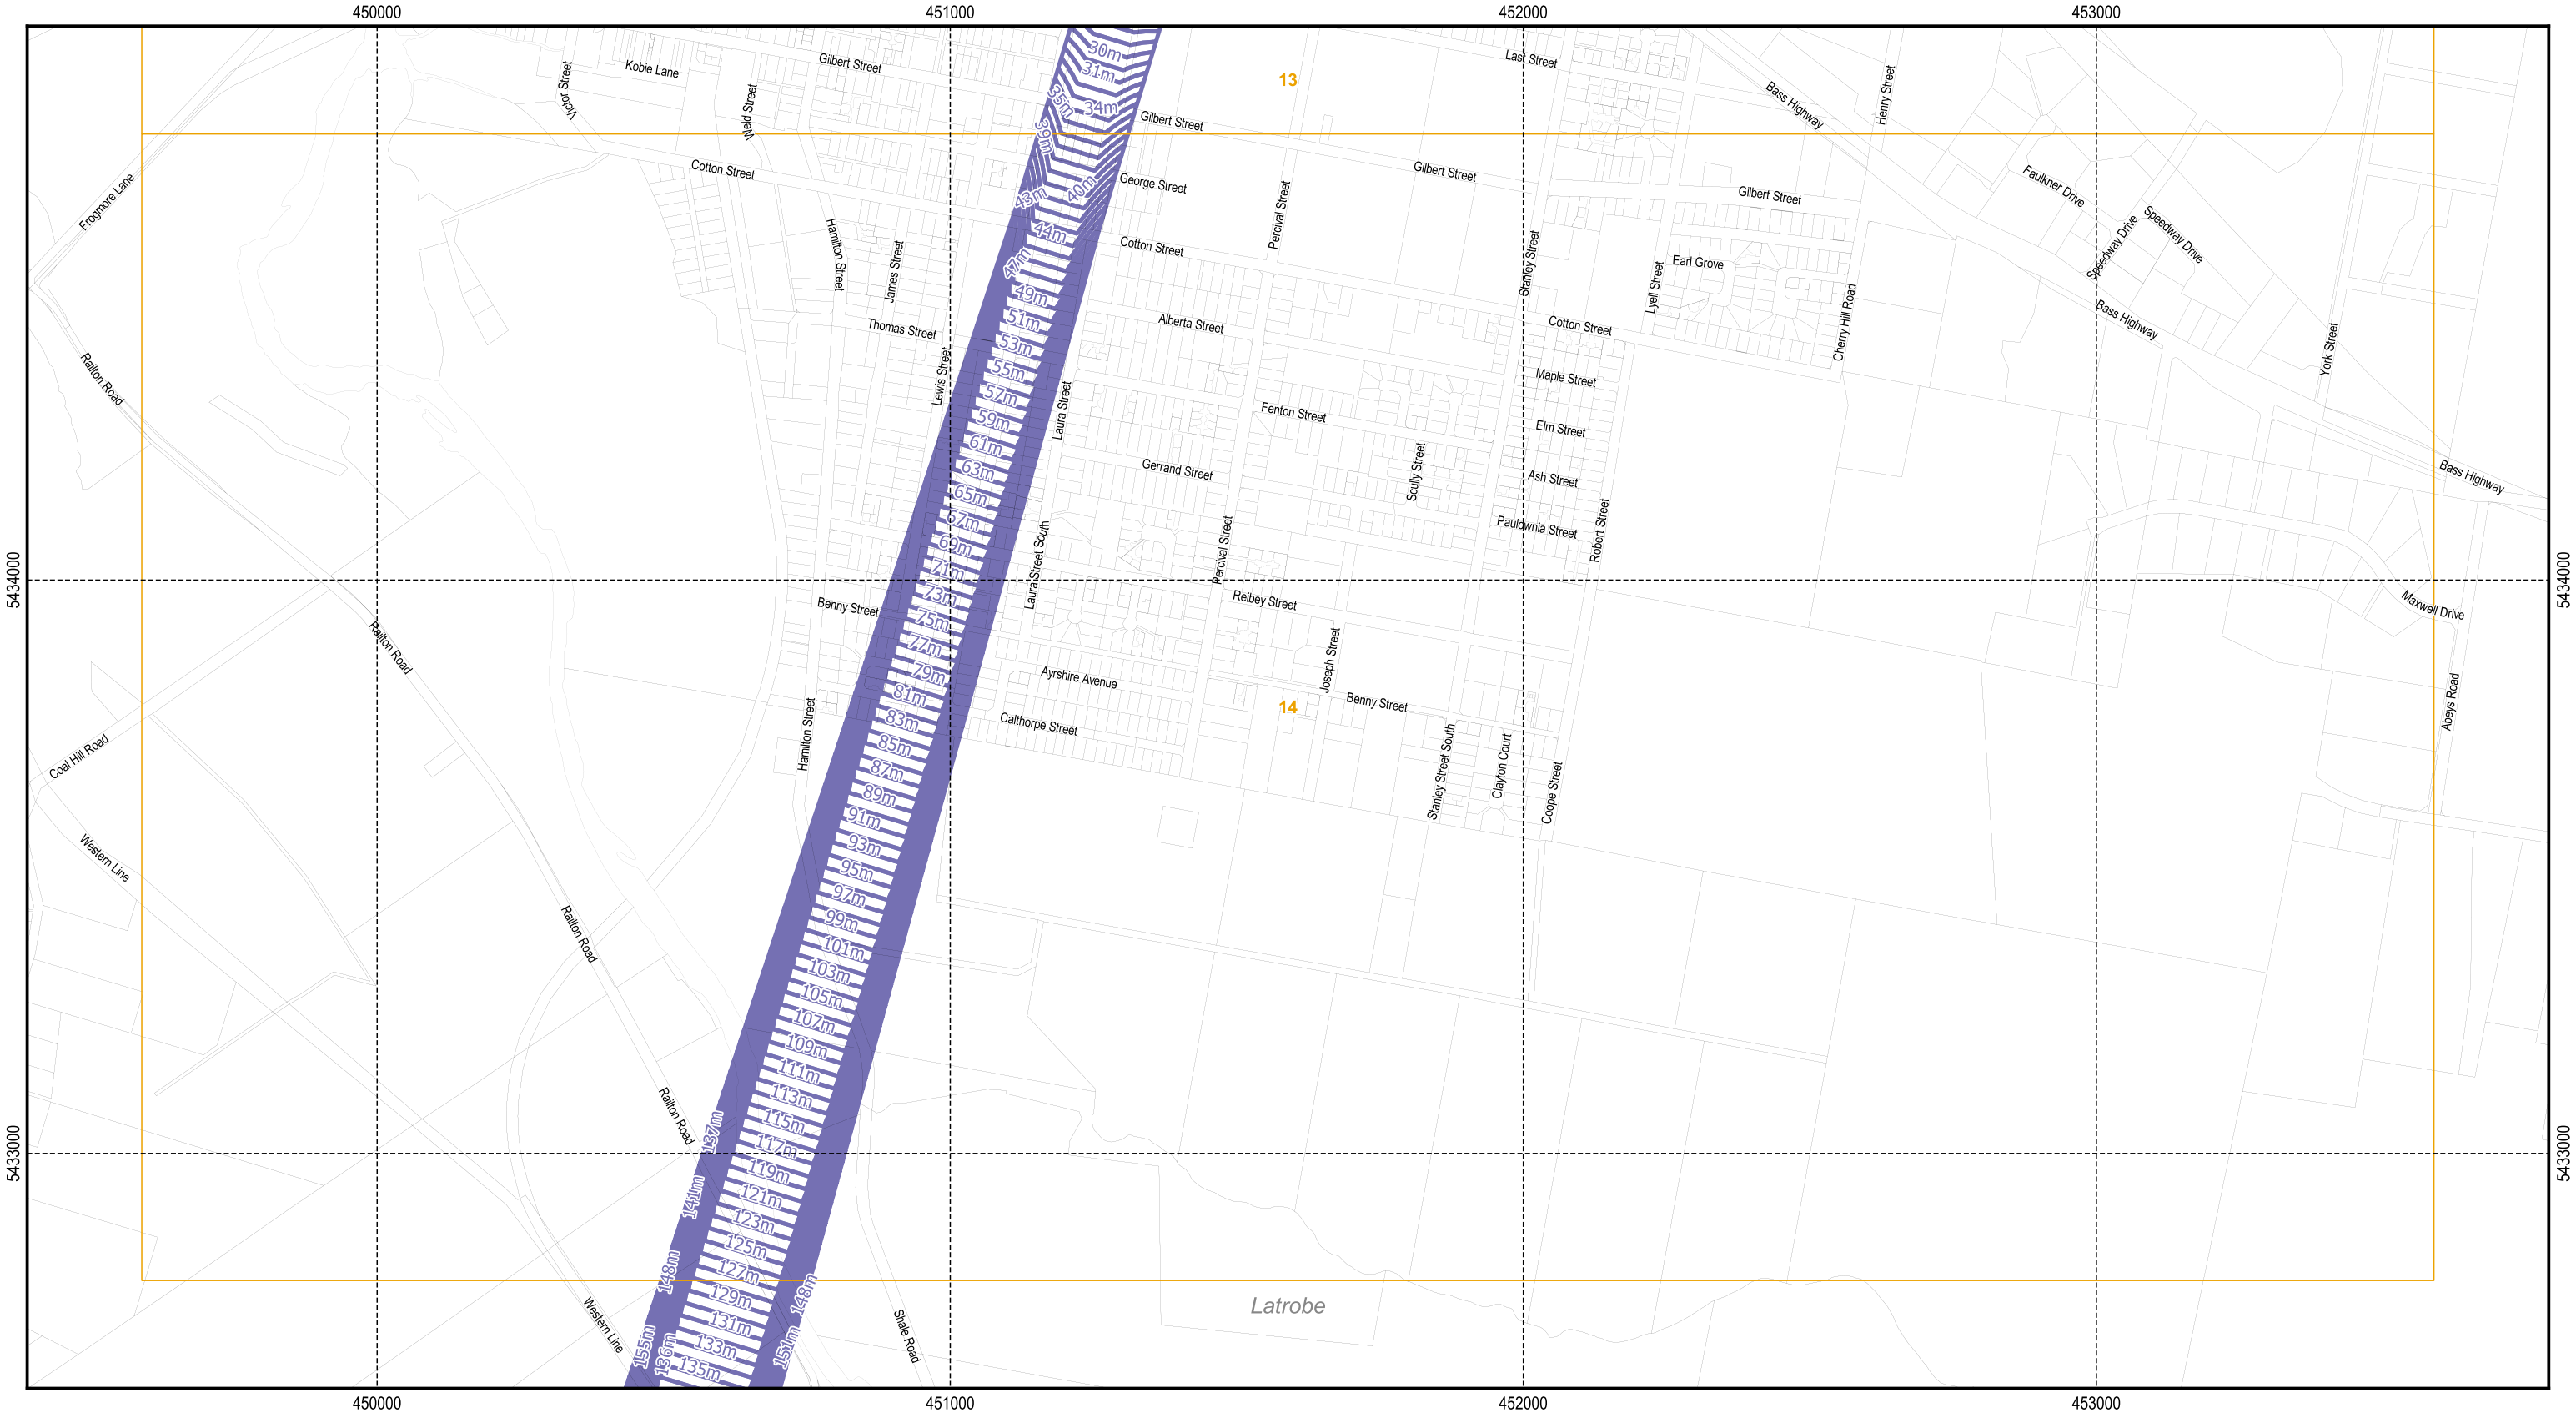 450000
451000
452000
453000
30m
31m
34m
35m
39m
40m
43m
44m
47m
49m
51m
53m
55m
57m
59m
61m
63m
65m
67m
69m
71m
73m
75m
77m
79m
81m
83m
85m
87m
89m
91m
93m
95m
97m
99m
101m
103m
105m
107m
109m
111m
113m
115m
117m
119m
121m
123m
125m
127m
129m
131m
133m
135m
136m
137m
141m
148m
155m
148m
151m
13
14
Kobie Lane
Victor Street
Weld Street
Gilbert Street
Gilbert Street
Gilbert Street
Gilbert Street
Last Street
Bass Highway
Henry Street
Frogmore Lane
Cotton Street
George Street
Percival Street
Faulkner Drive
Speedway Drive
Speedway Drive
Hamilton Street
James Street
Cotton Street
Stanley Street
Lyell Street
Earl Grove
Cherry Hill Road
Bass Highway
York Street
Thomas Street
Alberta Street
Cotton Street
Railton Road
Lewis Street
Laura Street
Maple Street
Fenton Street
Elm Street
Gerrand Street
Scully Street
Ash Street
Bass Highway
Paulownia Street
Robert Street
Percival Street
Laura Street South
5434000
5434000
Benny Street
Reibey Street
Maxwell Drive
Railton Road
Joseph Street
Ayrshire Avenue
Benny Street
Abeys Road
Hamilton Street
Calthorpe Street
Coal Hill Road
Stanley Street South
Clayton Court
Coope Street
Western Line
Railton Road
Railton Road
5433000
5433000
Western Line
Shale Road
Latrobe
450000
451000
452000
453000